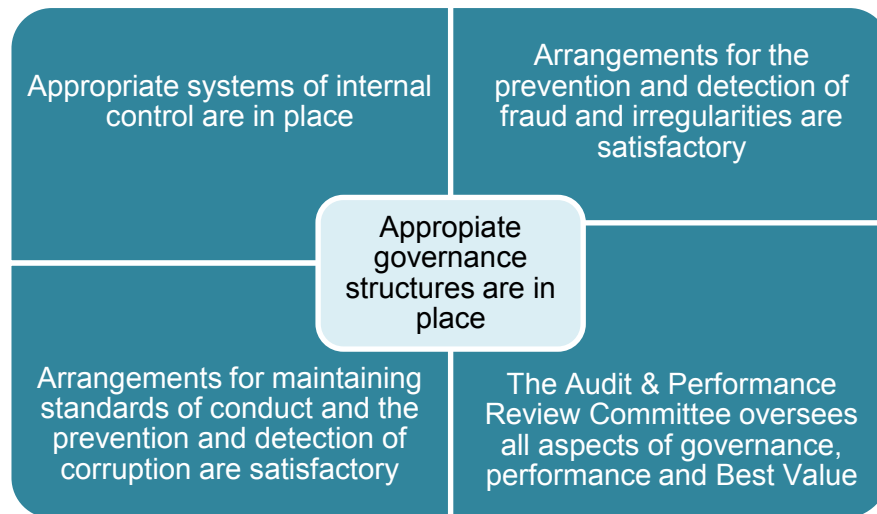 Appropriate systems of internal
control are in place
Arrangements for the
prevention and detection of
fraud and irregularities are
satisfactory
Appropiate
governance
structures are in
place
Arrangements for maintaining
standards of conduct and the
prevention and detection of
corruption are satisfactory
The Audit & Performance
Review Committee oversees
all aspects of governance,
performance and Best Value